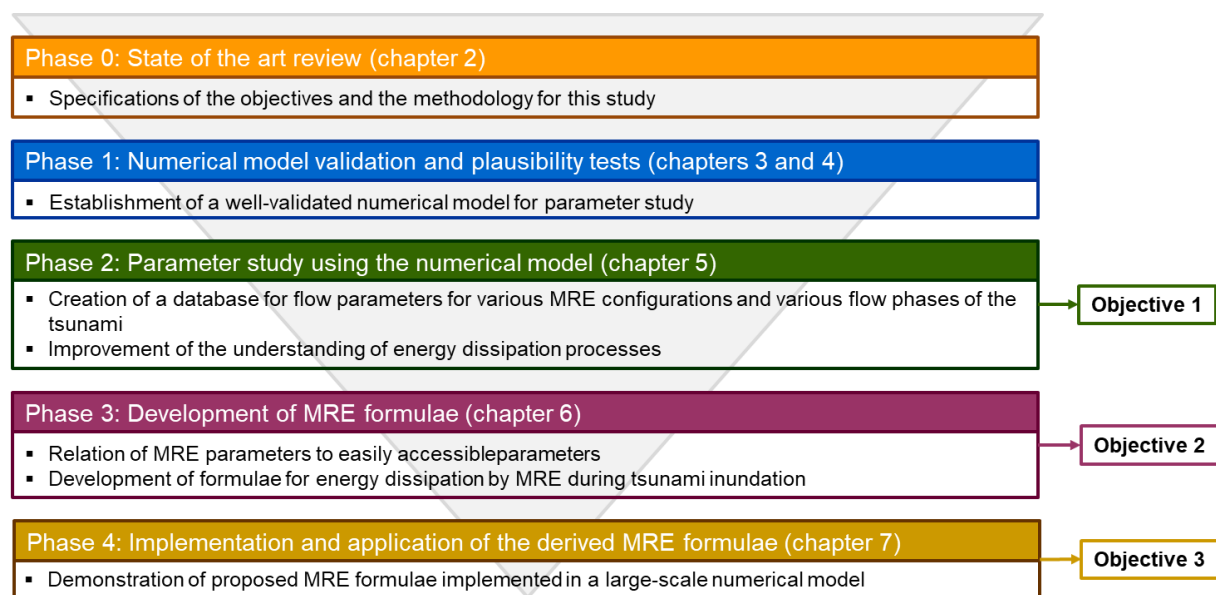 Phase 0: State of the art review (chapter 2)
▪ Specifications of the objectives and the methodology for this study
Phase 1: Numerical model validation and plausibility tests (chapters 3 and 4)
▪ Establishment of a well-validated numerical model for parameter study
Phase 2: Parameter study using the numerical model (chapter 5)
▪ Creation of a database for flow parameters for various MRE configurations and various flow phases of the
tsunami
▪ Improvement of the understanding of energy dissipation processes
Objective 1
Phase 3: Development of MRE formulae (chapter 6)
▪ Relation of MRE parameters to easily accessibleparameters
▪ Development of formulae for energy dissipation by MRE during tsunami inundation
Objective 2
Phase 4: Implementation and application of the derived MRE formulae (chapter 7)
▪ Demonstration of proposed MRE formulae implemented in a large-scale numerical model
Objective 3